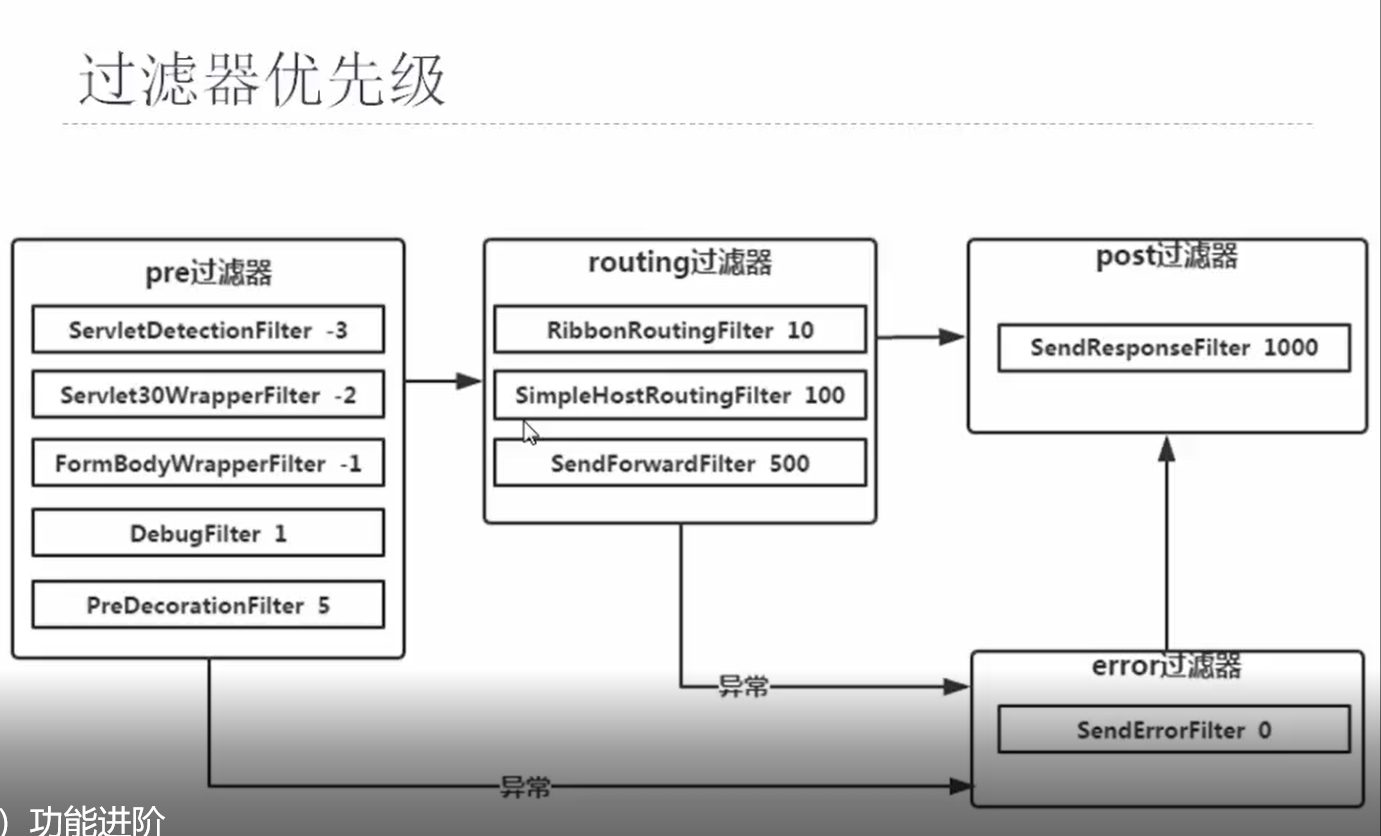 过滤器优先级
pre过滤器
ServletDetectionFilter -3
Servlet30WrapperFilter -2
FormBodyWrapperFilter -1
DebugFilter 1
PreDecorationFilter 5
routing过滤器
RibbonRoutingFilter 10
SimpleHostRoutingFilter 100
SendForwardFilter 500
post过滤器
SendResponseFilter 1000
异常
error过滤器
SendErrorFilter 0
异常
）功能进阶